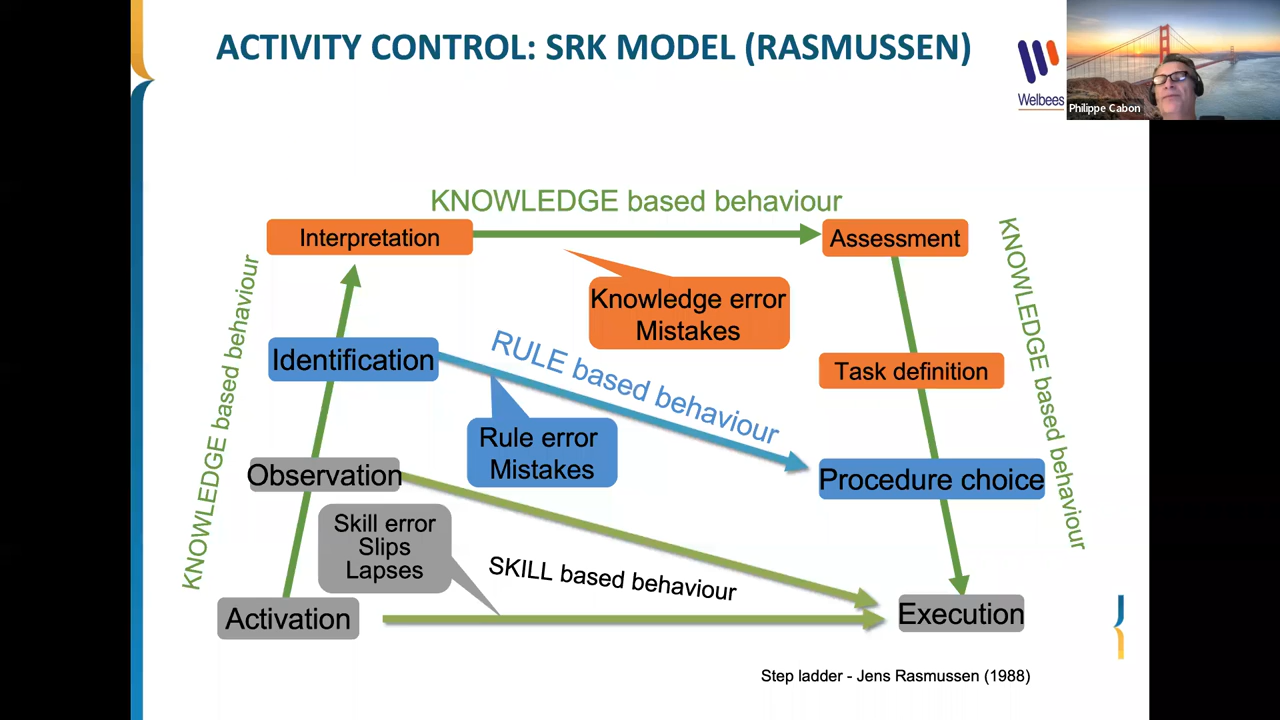 ACTIVITY CONTROL: SRK MODEL (RASMUSSEN)
Welbees
Philippe Cabon
KNOWLEDGE based behaviour
Interpretation
Assessment
KNOWLEDGE based behaviour
KNOWLEDGE based behaviour
Knowledge error
Mistakes
Identification
RULE based behaviour
Task definition
Rule error
Mistakes
Observation
Procedure choice
Skill error
Slips
Lapses
SKILL based behaviour
Activation
Execution
Step ladder - Jens Rasmussen (1988)